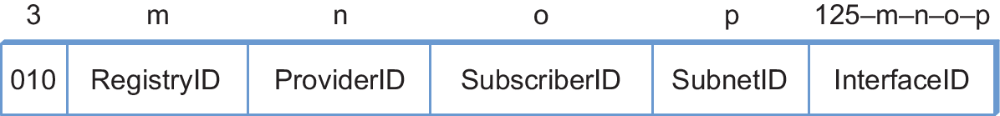 3 m n o p 125–m–n–o–p
010 RegistryID ProviderID SubscriberID SubnetID InterfaceID